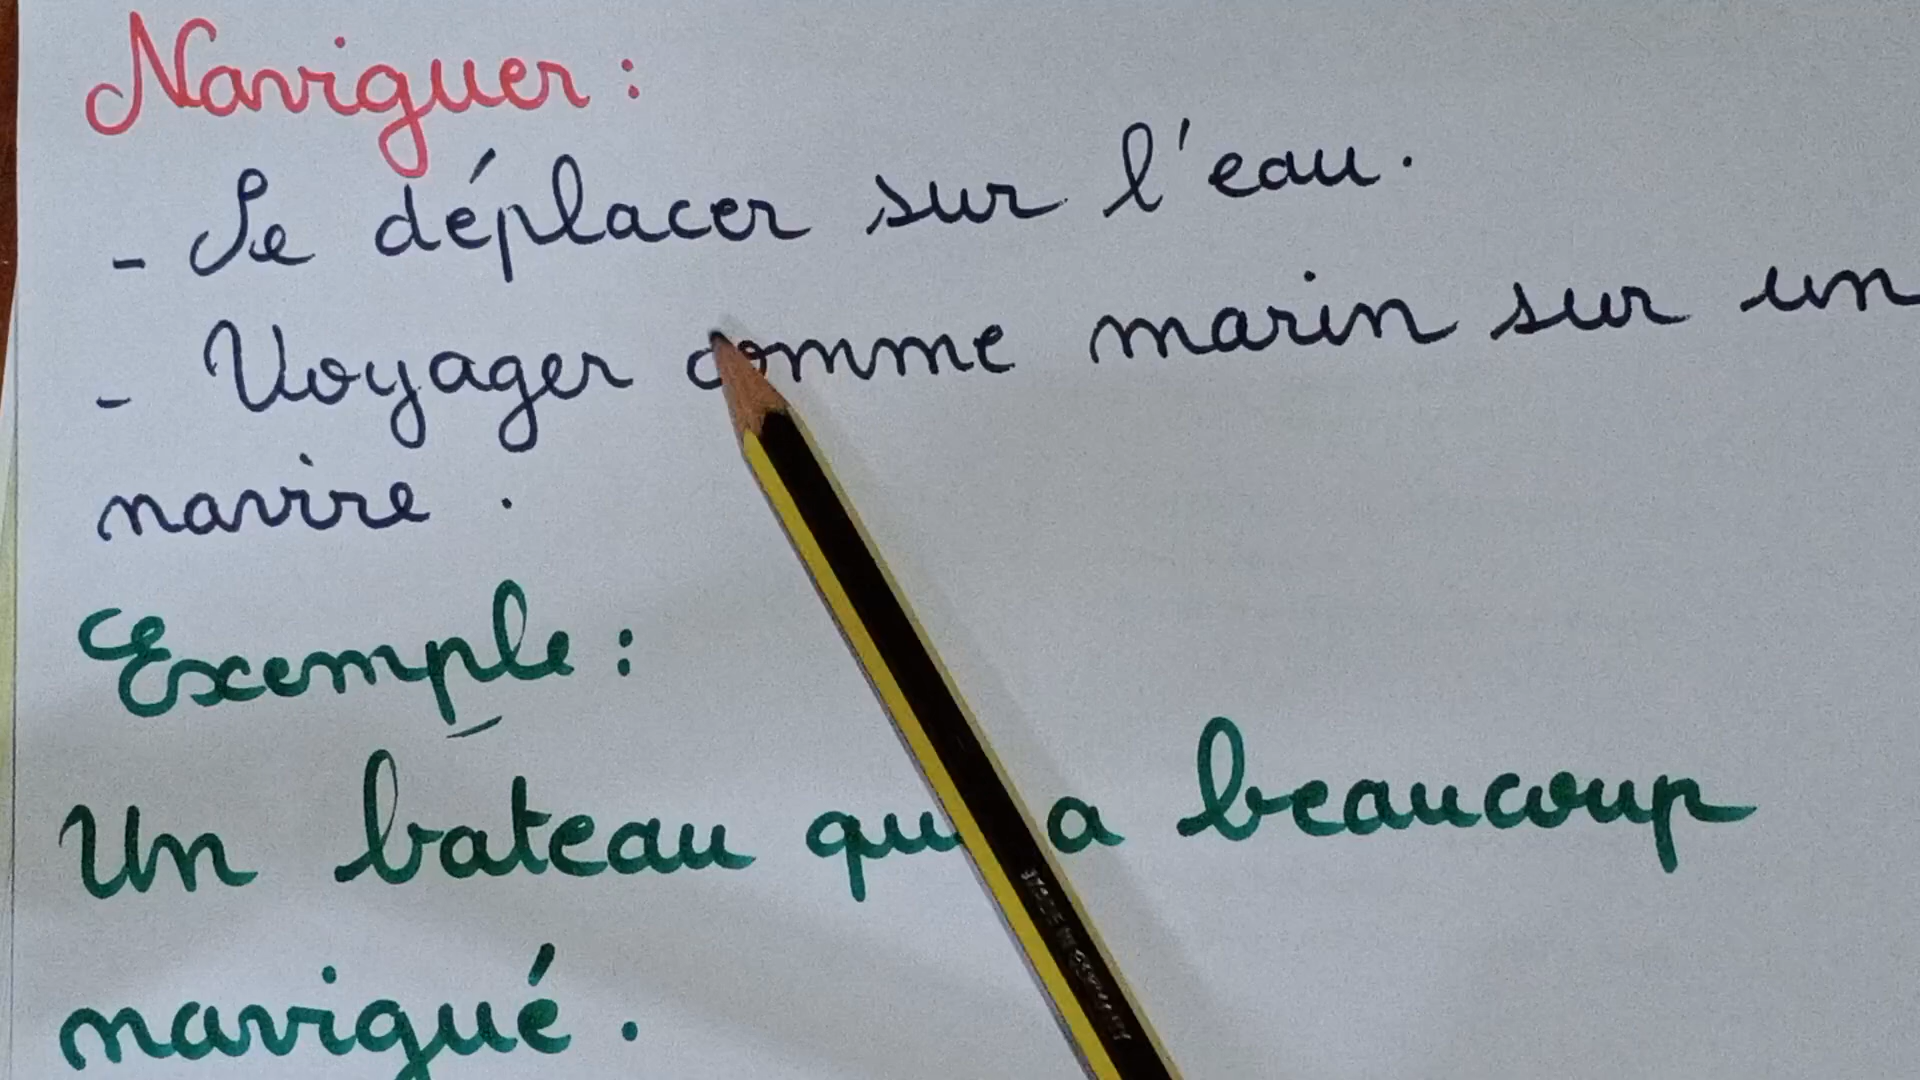 Naviguer :
- Se déplacer sur l'eau.
- Voyager comme marin sur un
navire .
Exemple :
Un bateau qui a beaucoup
navigué .